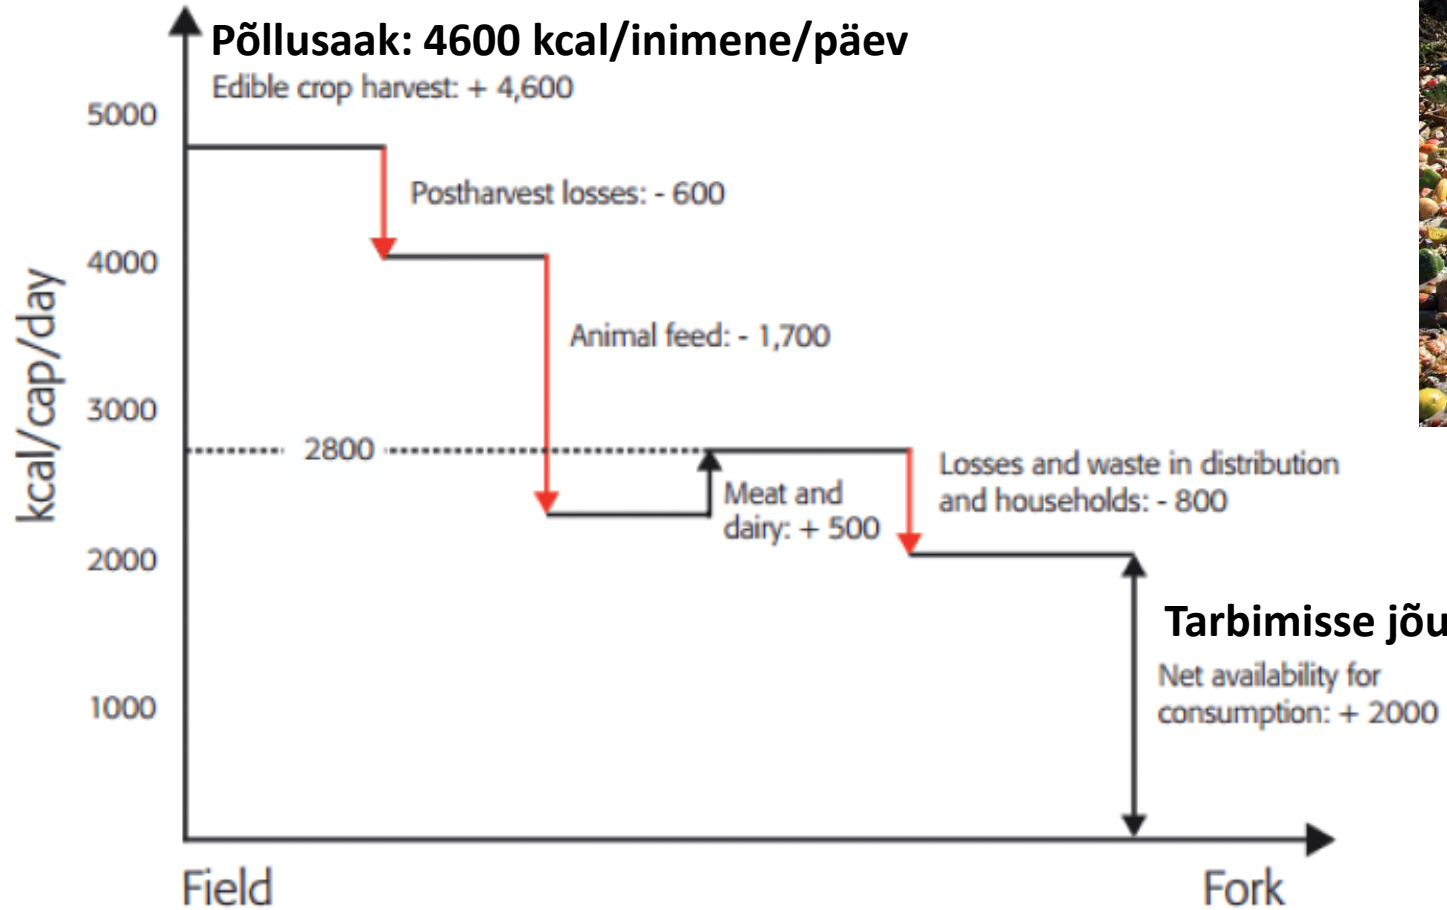 Põllusaak: 4600 kcal/inimene/päev
Edible crop harvest: + 4,600
5000
Postharvest losses: - 600
4000
Animal feed: - 1,700
kcal/cap/day
3000
2800
Losses and waste in distribution
and households: - 800
Meat and
dairy: + 500
2000
Tarbimisse
Net availability for
consumption: + 2000
1000
Field
Fork